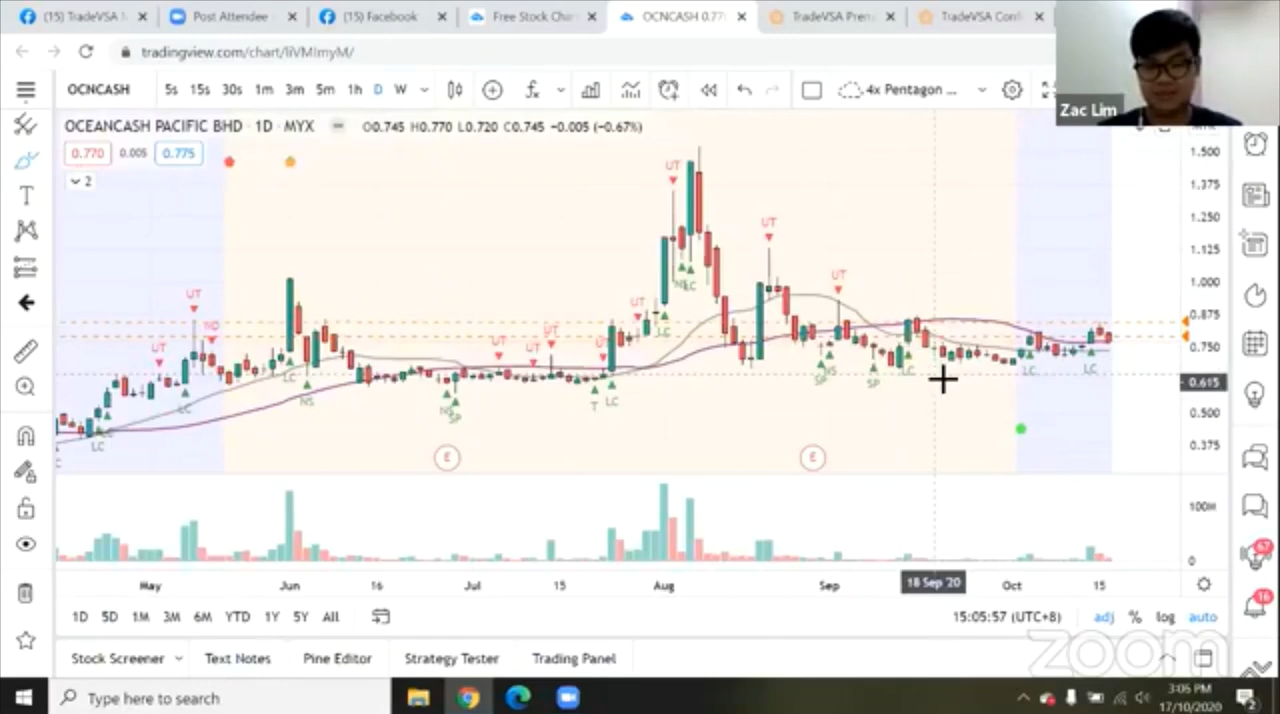 (15) TradeVSA
Post Attendee
(15) Facebook
Free Stock Char
OCNCASH 0.77
TradeVSA Prem
TradeVSA Conf
tradingview.com/chart/liVMImyM/
Zac Lim
OCNCASH 5s 15s 30s 1m 3m 5m 1h D W 4x Pentagon ...
OCEANCASH PACIFIC BHD · 1D · MYX O0.745 H0.770 L0.720 C0.745 −0.005 (−0.67%)
0.770 0.005 0.775
2
1.500
1.375
1.250
1.125
1.000
0.875
0.750
0.615
0.500
0.375
UT
UT
UT
UT
UT
UT
UT
UT
UT
UT
ND
LC
LC
LC
NS
SP
T
LC
LC
LC
SP
NS
SP
LC
LC
LC
E
E
100M
0
May Jun 16 Jul 15 Aug Sep 18 Sep '20 Oct 15
1D 5D 1M 3M 6M YTD 1Y 5Y All 15:05:57 (UTC+8) adj % log auto
67
16
zoom
Stock Screener Text Notes Pine Editor Strategy Tester Trading Panel
Type here to search
3:05 PM
17/10/2020
2